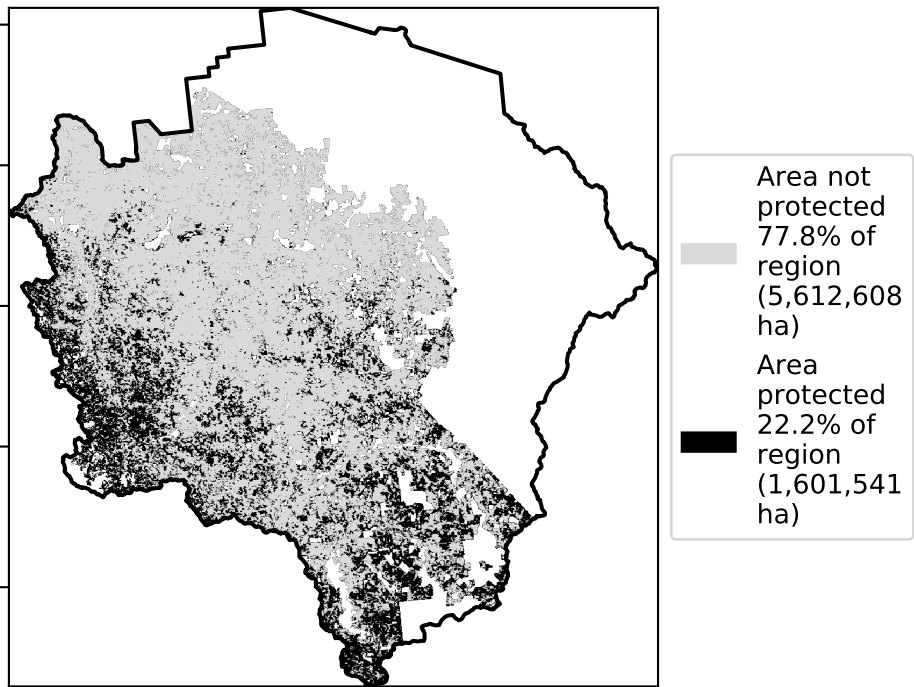 Area not
protected
77.8% of
region
(5,612,608
ha)
Area
protected
22.2% of
region
(1,601,541
ha)